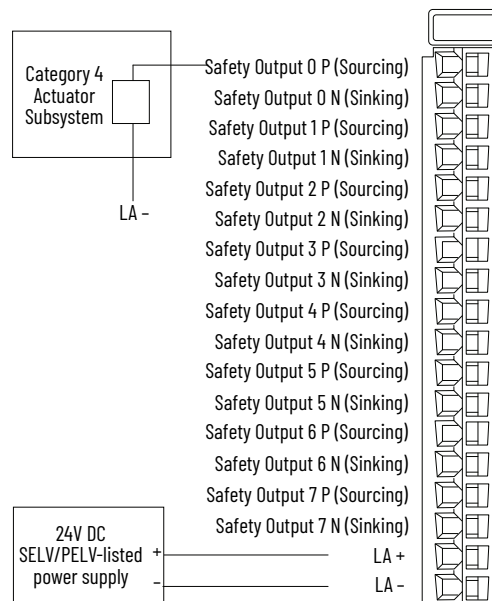 Category 4
Actuator
Subsystem
LA –
Safety Output 0 P (Sourcing)
Safety Output 0 N (Sinking)
Safety Output 1 P (Sourcing)
Safety Output 1 N (Sinking)
Safety Output 2 P (Sourcing)
Safety Output 2 N (Sinking)
Safety Output 3 P (Sourcing)
Safety Output 3 N (Sinking)
Safety Output 4 P (Sourcing)
Safety Output 4 N (Sinking)
Safety Output 5 P (Sourcing)
Safety Output 5 N (Sinking)
Safety Output 6 P (Sourcing)
Safety Output 6 N (Sinking)
Safety Output 7 P (Sourcing)
Safety Output 7 N (Sinking)
24V DC
SELV/PELV-listed
power supply
+
–
LA +
LA –